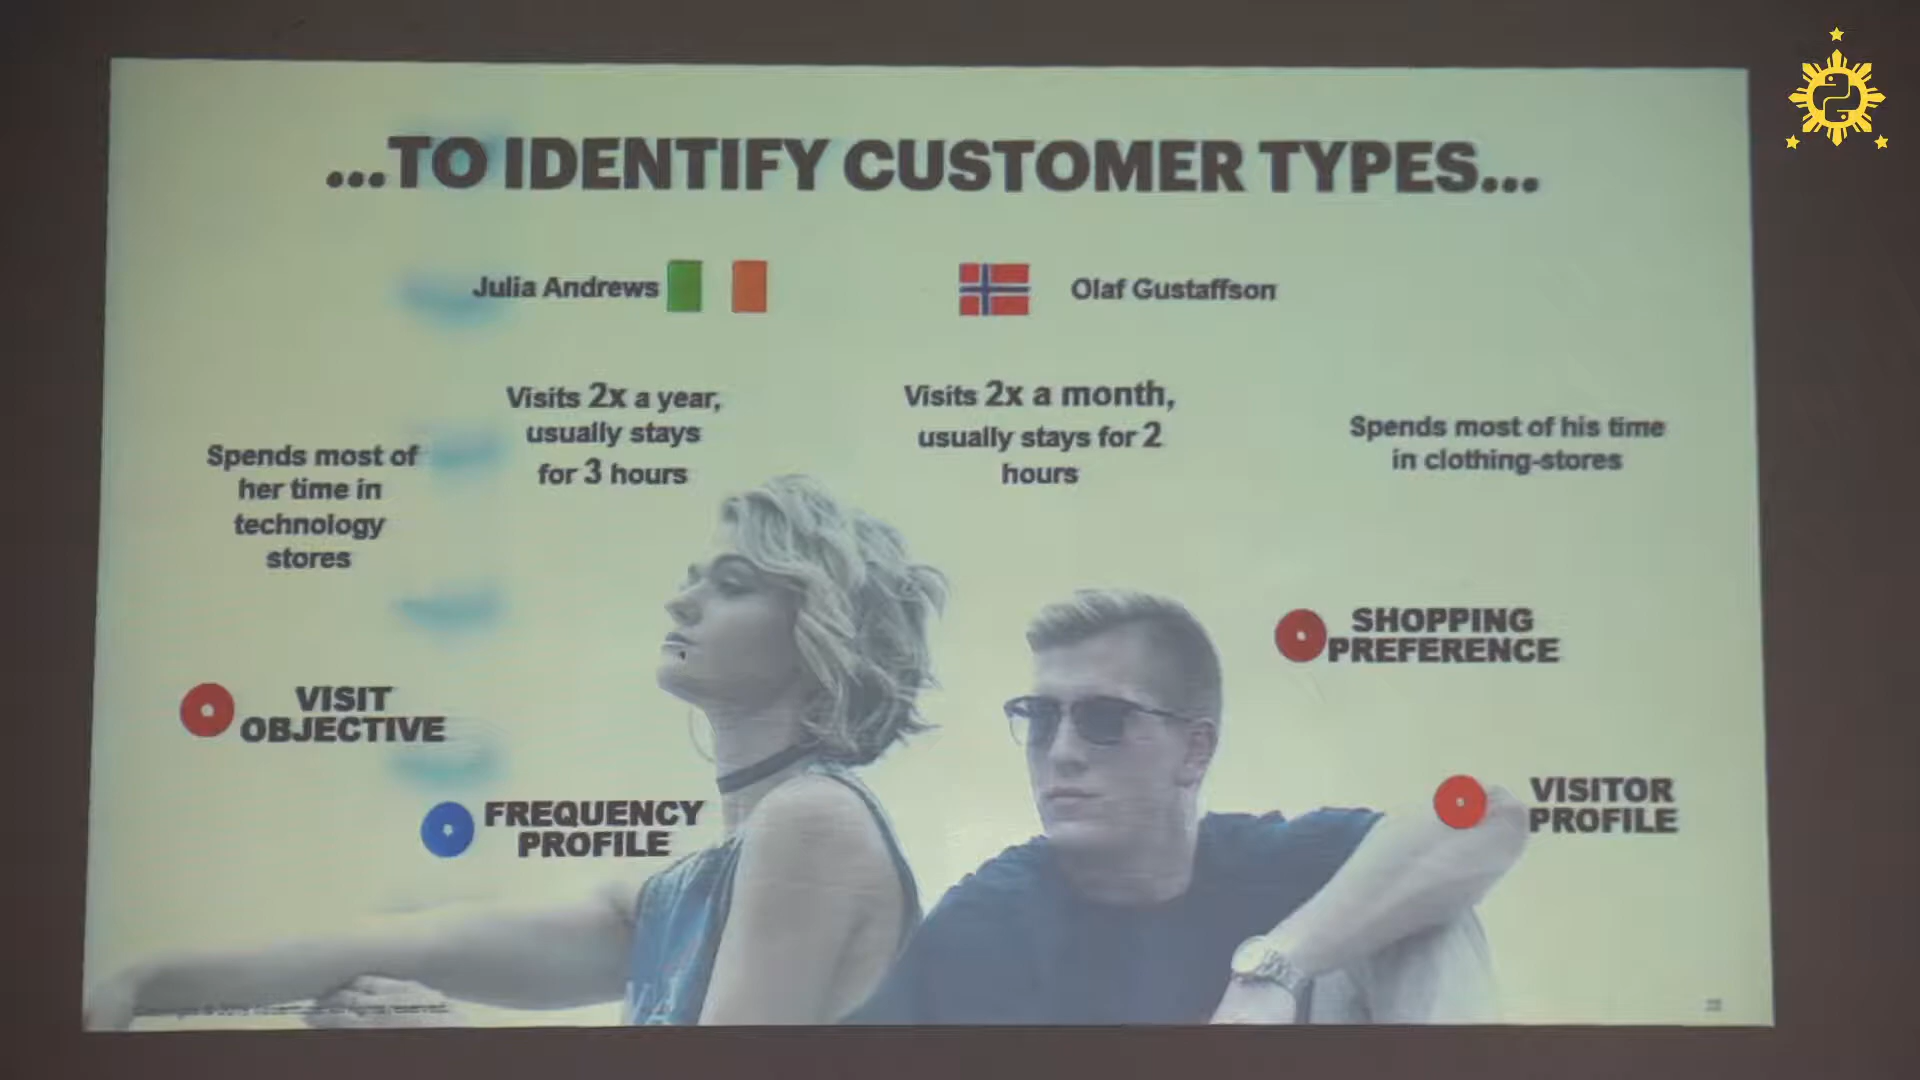 ...TO IDENTIFY CUSTOMER TYPES...
Julia Andrews
Olaf Gustaffson
Spends most of
her time in
technology
stores
Visits 2x a year,
usually stays
for 3 hours
Visits 2x a month,
usually stays for 2
hours
Spends most of his time
in clothing-stores
SHOPPING
PREFERENCE
VISIT
OBJECTIVE
FREQUENCY
PROFILE
VISITOR
PROFILE